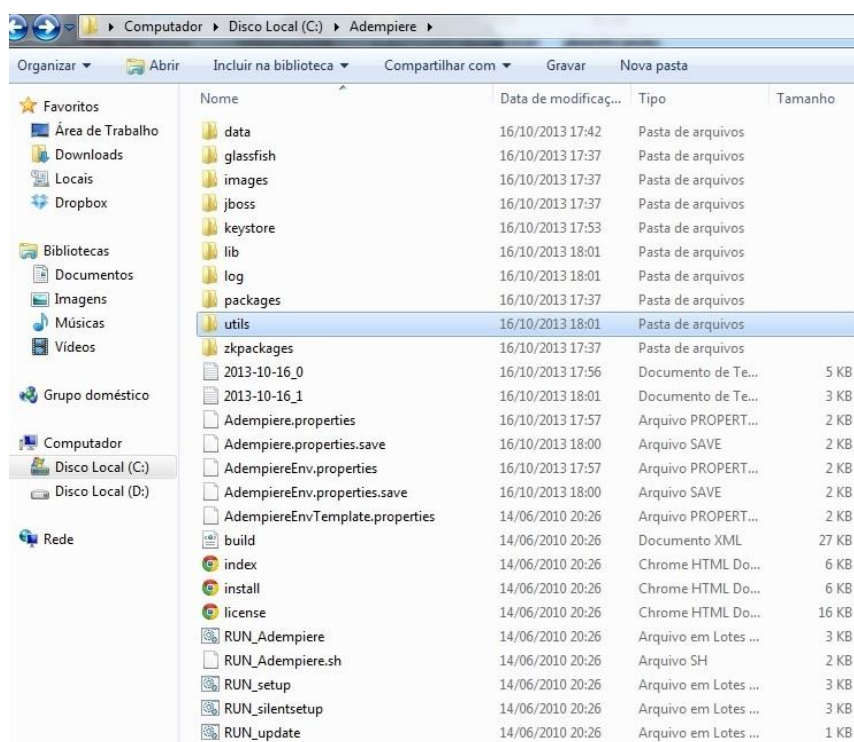 Computador Disco Local (C:) Adempiere
Organizar Abrir Incluir na biblioteca Compartilhar com Gravar Nova pasta
Favoritos
Área de Trabalho
Downloads
Locais
Dropbox
Bibliotecas
Documentos
Imagens
Músicas
Vídeos
Grupo doméstico
Computador
Disco Local (C:)
Disco Local (D:)
Rede
Nome Data de modificaç... Tipo Tamanho
data 16/10/2013 17:42 Pasta de arquivos
glassfish 16/10/2013 17:37 Pasta de arquivos
images 16/10/2013 17:37 Pasta de arquivos
jboss 16/10/2013 17:37 Pasta de arquivos
keystore 16/10/2013 17:53 Pasta de arquivos
lib 16/10/2013 18:01 Pasta de arquivos
log 16/10/2013 18:01 Pasta de arquivos
packages 16/10/2013 17:37 Pasta de arquivos
utils 16/10/2013 18:01 Pasta de arquivos
zkpackages 16/10/2013 17:37 Pasta de arquivos
2013-10-16_0 16/10/2013 17:56 Documento de Te... 5 KB
2013-10-16_1 16/10/2013 18:01 Documento de Te... 3 KB
Adempiere.properties 16/10/2013 17:57 Arquivo PROPERT... 2 KB
Adempiere.properties.save 16/10/2013 18:00 Arquivo SAVE 2 KB
AdempiereEnv.properties 16/10/2013 17:57 Arquivo PROPERT... 2 KB
AdempiereEnv.properties.save 16/10/2013 18:00 Arquivo SAVE 2 KB
AdempiereEnvTemplate.properties 14/06/2010 20:26 Arquivo PROPERT... 2 KB
build 14/06/2010 20:26 Documento XML 27 KB
index 14/06/2010 20:26 Chrome HTML Do... 6 KB
install 14/06/2010 20:26 Chrome HTML Do... 6 KB
license 14/06/2010 20:26 Chrome HTML Do... 16 KB
RUN_Adempiere 14/06/2010 20:26 Arquivo em Lotes ... 3 KB
RUN_Adempiere.sh 14/06/2010 20:26 Arquivo SH 2 KB
RUN_setup 14/06/2010 20:26 Arquivo em Lotes ... 3 KB
RUN_silentsetup 14/06/2010 20:26 Arquivo em Lotes ... 3 KB
RUN_update 14/06/2010 20:26 Arquivo em Lotes ... 1 KB